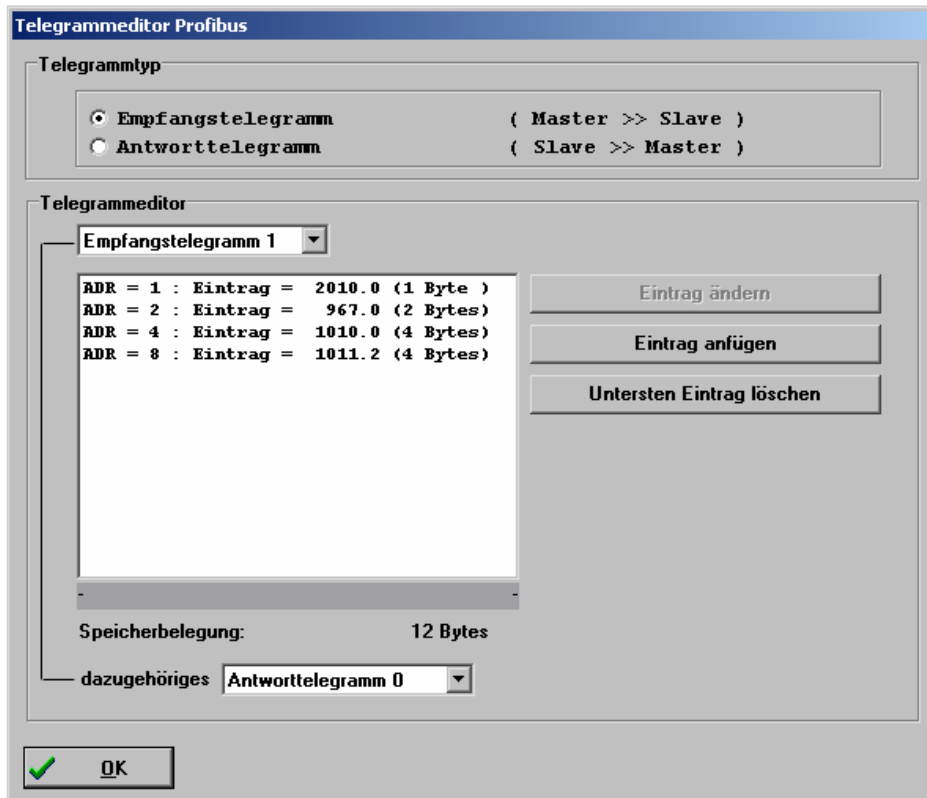 Telegrammeditor Profibus
Telegrammtyp
Empfangstelegramm ( Master >> Slave )
Antworttelegramm ( Slave >> Master )
Telegrammeditor
Empfangstelegramm 1
ADR = 1 : Eintrag = 2010.0 (1 Byte )
ADR = 2 : Eintrag = 967.0 (2 Bytes)
ADR = 4 : Eintrag = 1010.0 (4 Bytes)
ADR = 8 : Eintrag = 1011.2 (4 Bytes)
Eintrag ändern
Eintrag anfügen
Untersten Eintrag löschen
- -
Speicherbelegung: 12 Bytes
dazugehöriges Antworttelegramm 0
OK